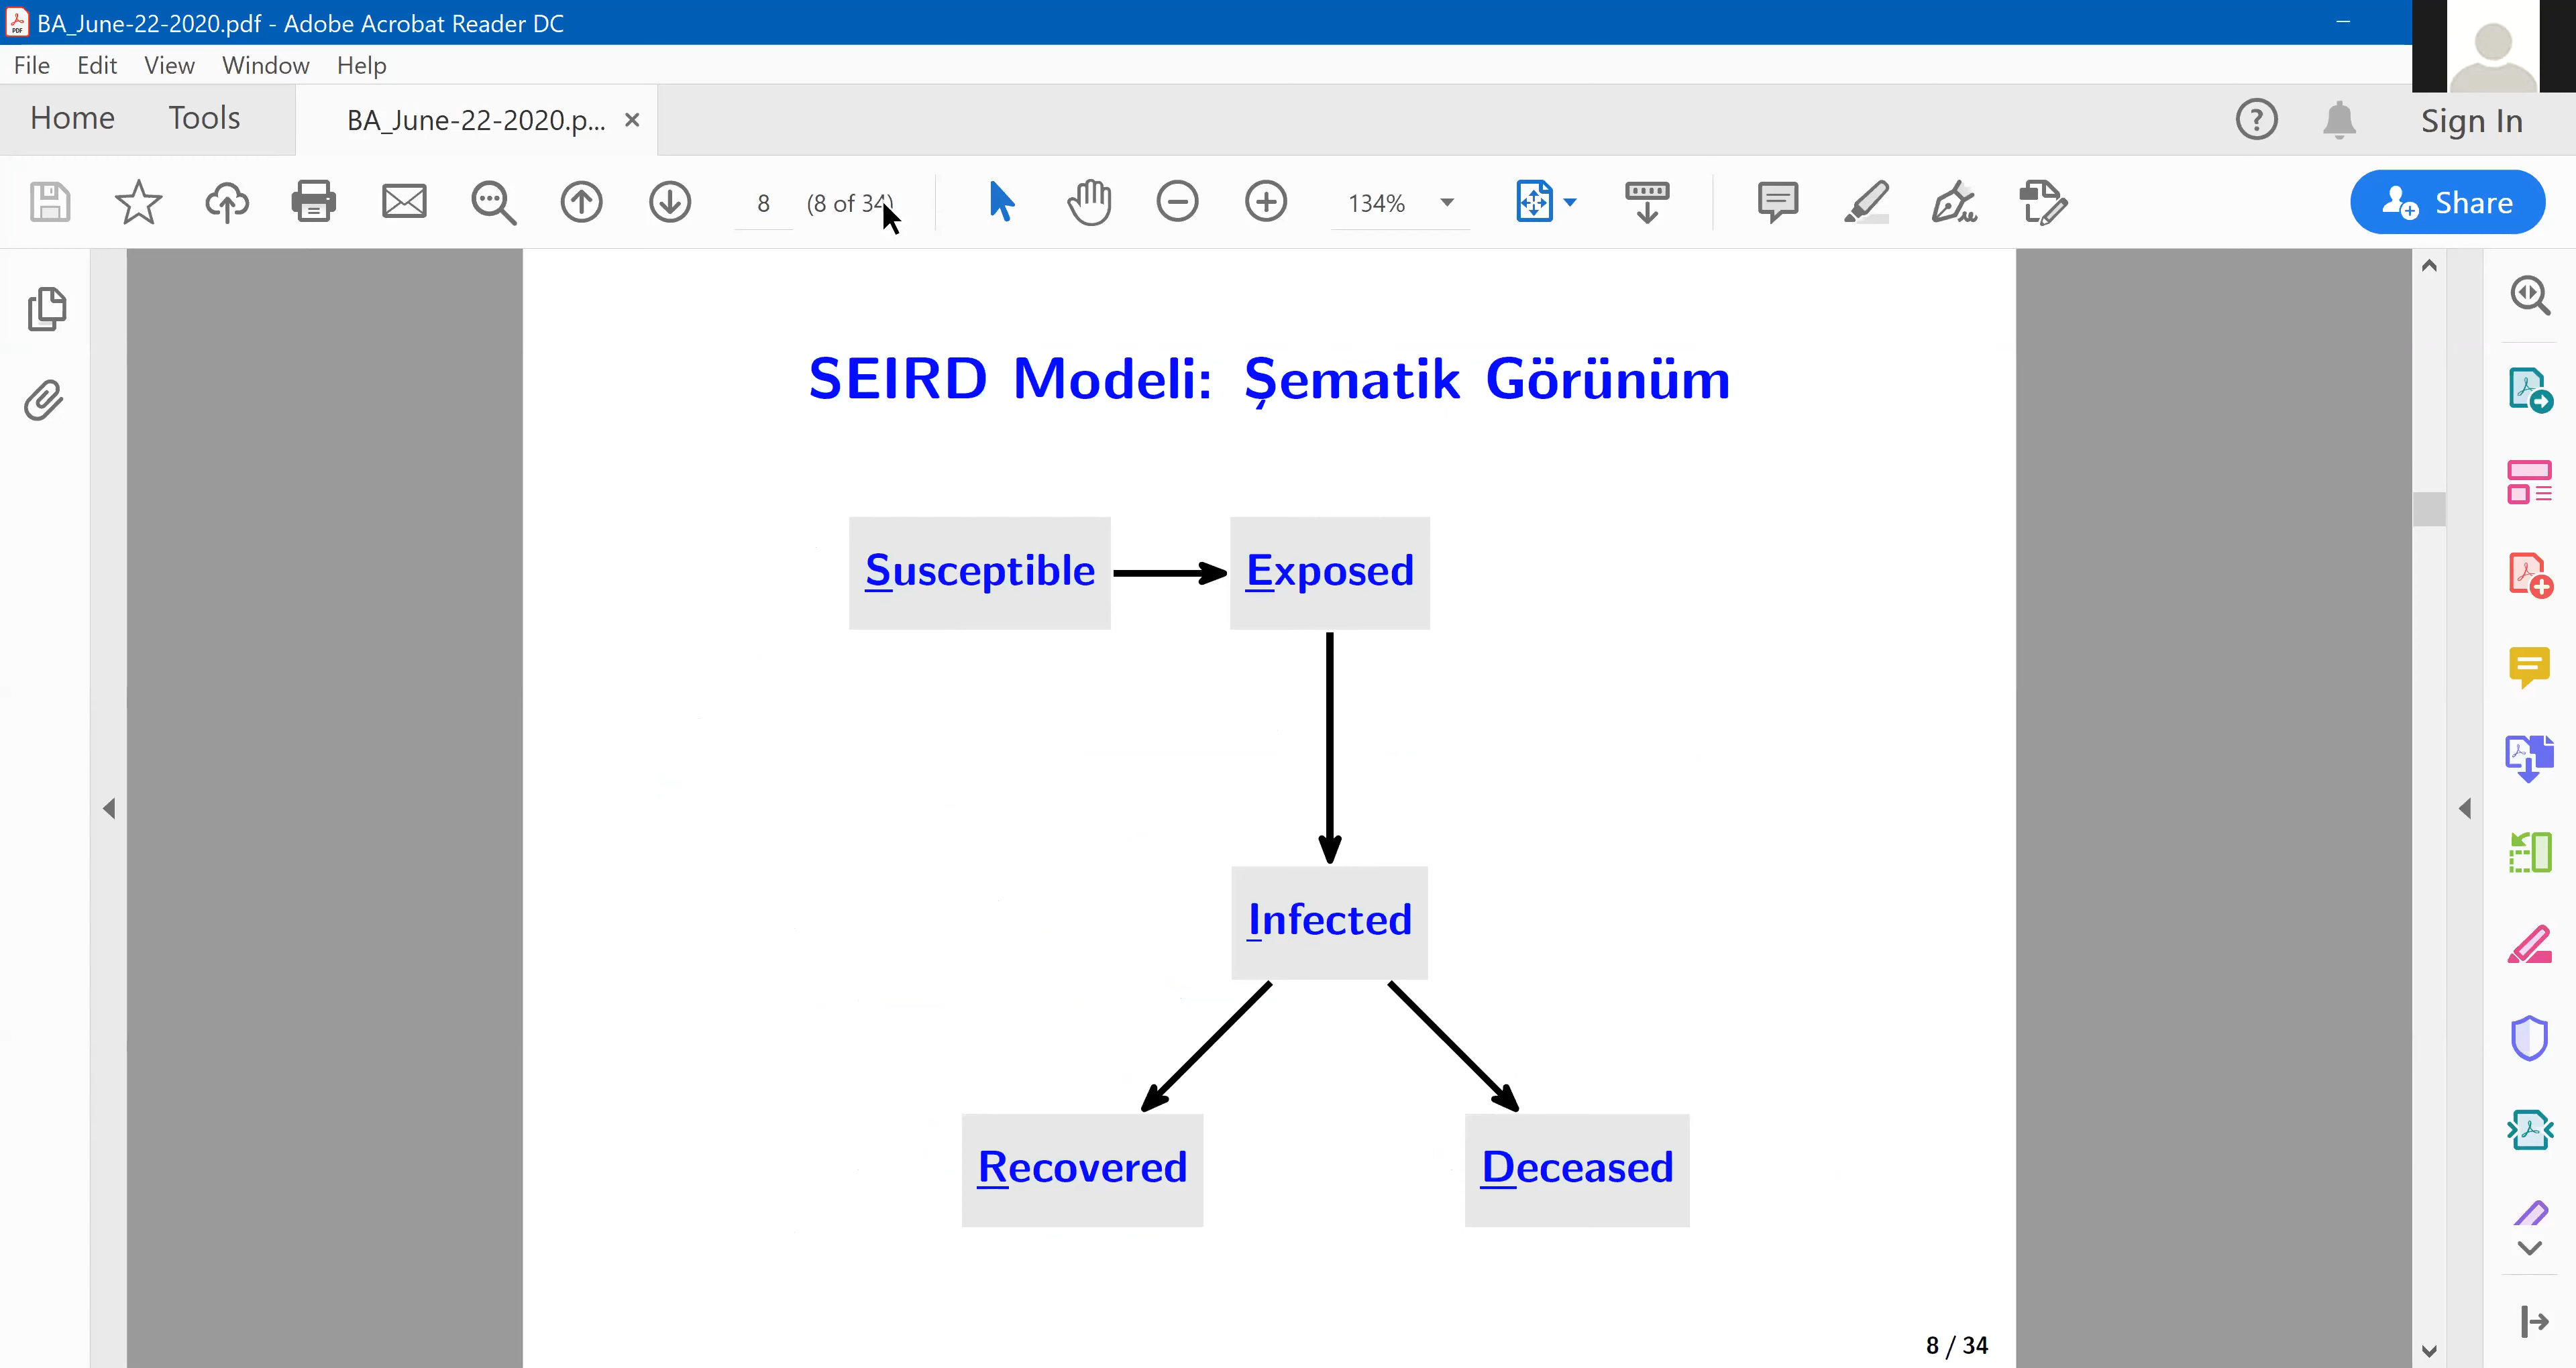 BA_June-22-2020.pdf - Adobe Acrobat Reader DC
File Edit View Window Help
Home Tools BA_June-22-2020.p... Sign In
8 (8 of 34) 134% Share
SEIRD Modeli: Şematik Görünüm
Susceptible Exposed
Infected
Recovered Deceased
8 / 34